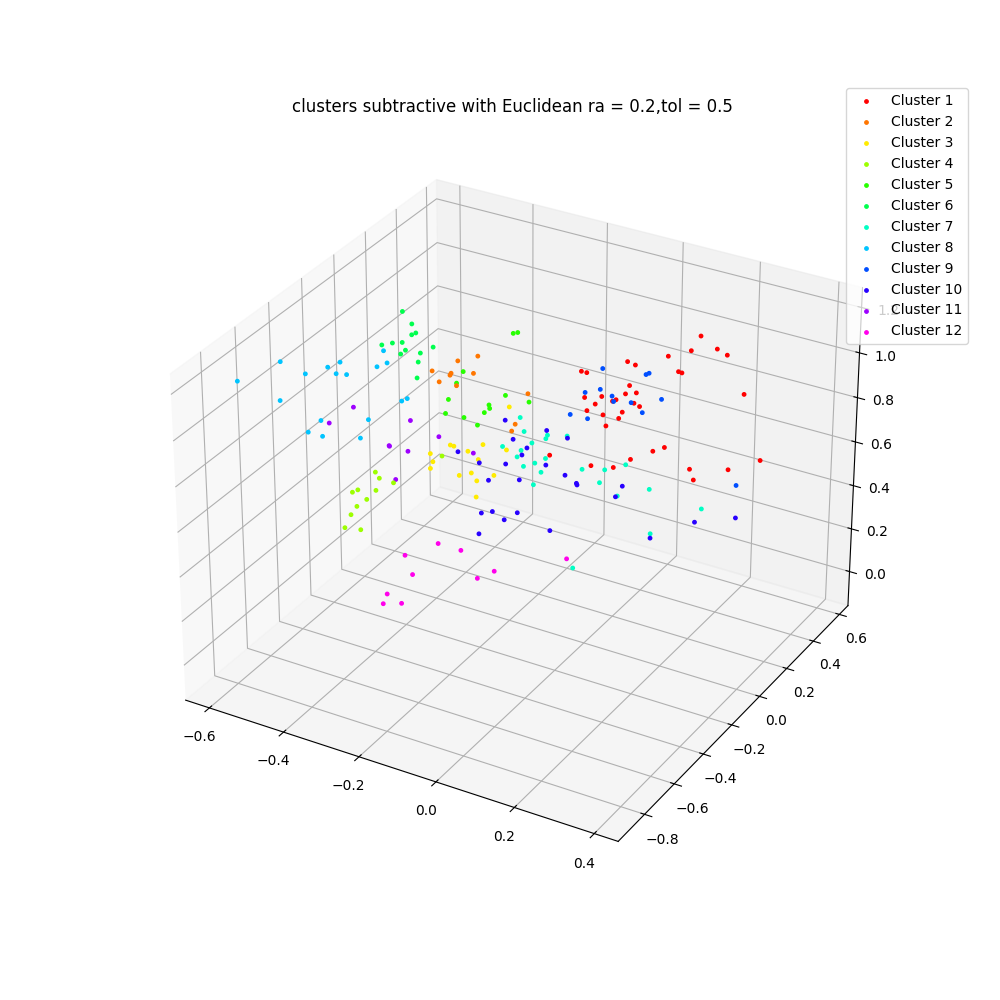 clusters subtractive with Euclidean ra = 0.2,tol = 0.5
Cluster 1
Cluster 2
Cluster 3
Cluster 4
Cluster 5
Cluster 6
Cluster 7
Cluster 8
Cluster 9
Cluster 10
Cluster 11
Cluster 12
1.0
0.8
0.6
0.4
0.2
0.0
0.6
0.4
0.2
0.0
−0.2
−0.4
−0.6
−0.8
−0.6
−0.4
−0.2
0.0
0.2
0.4